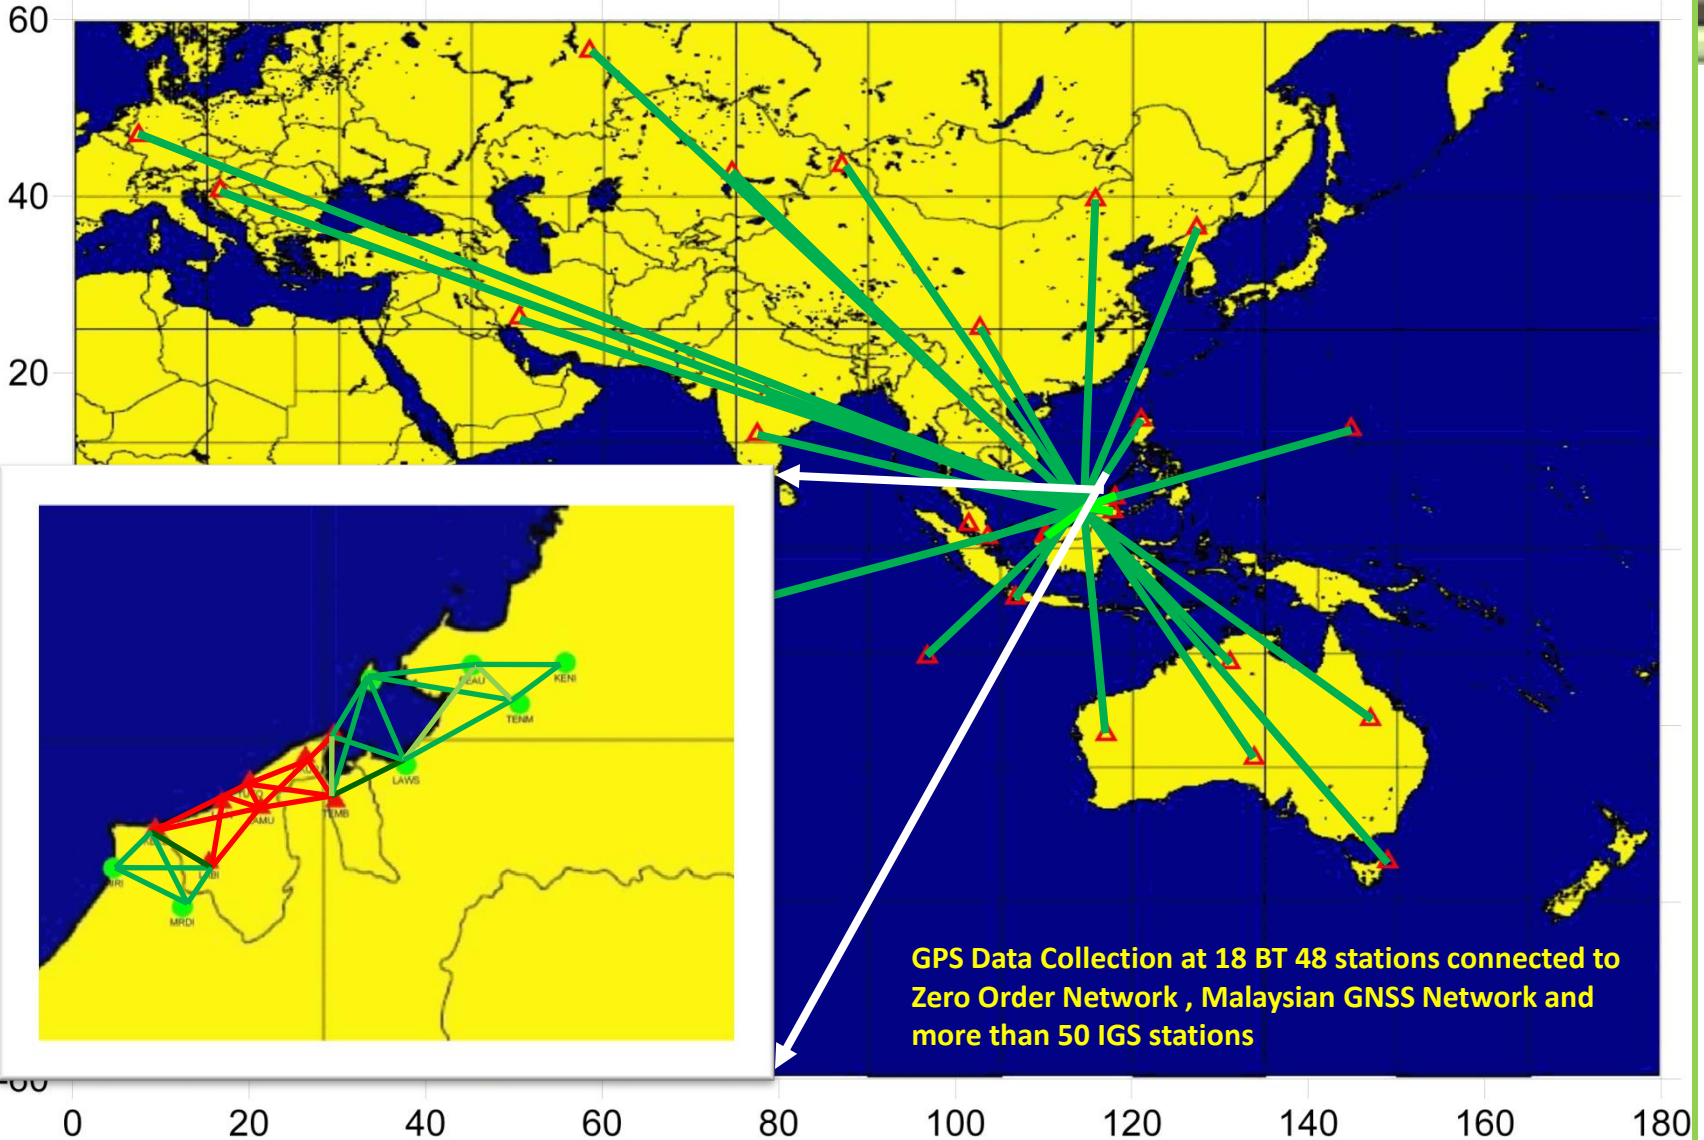 60
40
20
KENI
TENM
LAWS
TEMB
MRDI
GPS Data Collection at 18 BT 48 stations connected to
Zero Order Network , Malaysian GNSS Network and
more than 50 IGS stations
-60
0 20 40 60 80 100 120 140 160 180